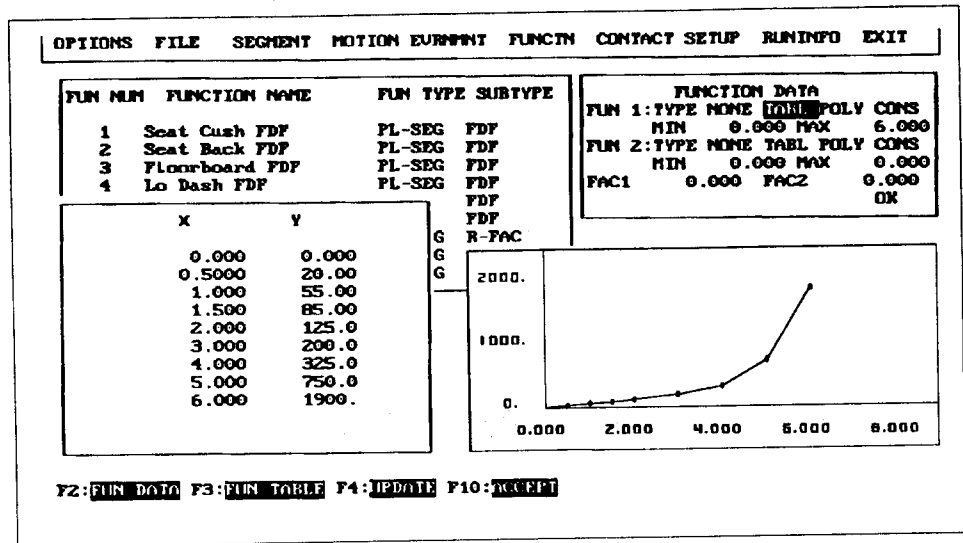 OPTIONS FILE SEGMENT MOTION EVRNMNT FUNCTN CONTACT SETUP RUNINFO EXIT
FUN NUM FUNCTION NAME FUN TYPE SUBTYPE
1 Seat Cush FDF PL-SEG FDF
2 Seat Back FDF PL-SEG FDF
3 Floorboard FDF PL-SEG FDF
4 Lo Dash FDF PL-SEG FDF
FDF
FDF
G R-FAC
G
G
FUNCTION DATA
FUN 1:TYPE NONE TABL POLY CONS
MIN 0.000 MAX 6.000
FUN 2:TYPE NONE TABL POLY CONS
MIN 0.000 MAX 0.000
FAC1 0.000 FAC2 0.000
OK
X Y
0.000 0.000
0.5000 20.00
1.000 55.00
1.500 85.00
2.000 125.0
3.000 200.0
4.000 325.0
5.000 750.0
6.000 1900.
2000.
1000.
0.
0.000 2.000 4.000 6.000 8.000
F2:FUN DATA F3:FUN TABLE F4:UPDATE F10:ACCEPT